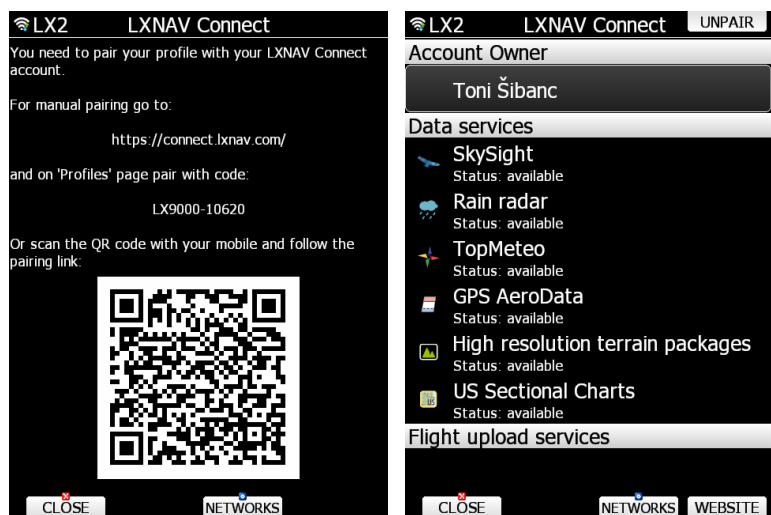 LX2 LXNAV Connect
You need to pair your profile with your LXNAV Connect
account.
For manual pairing go to:
https://connect.lxnav.com/
and on 'Profiles' page pair with code:
LX9000-10620
Or scan the QR code with your mobile and follow the
pairing link:
CLOSE NETWORKS
LX2 LXNAV Connect UNPAIR
Account Owner
Toni Šibanc
Data services
SkySight
Status: available
Rain radar
Status: available
TopMeteo
Status: available
GPS AeroData
Status: available
High resolution terrain packages
Status: available
US Sectional Charts
Status: available
Flight upload services
CLOSE NETWORKS WEBSITE